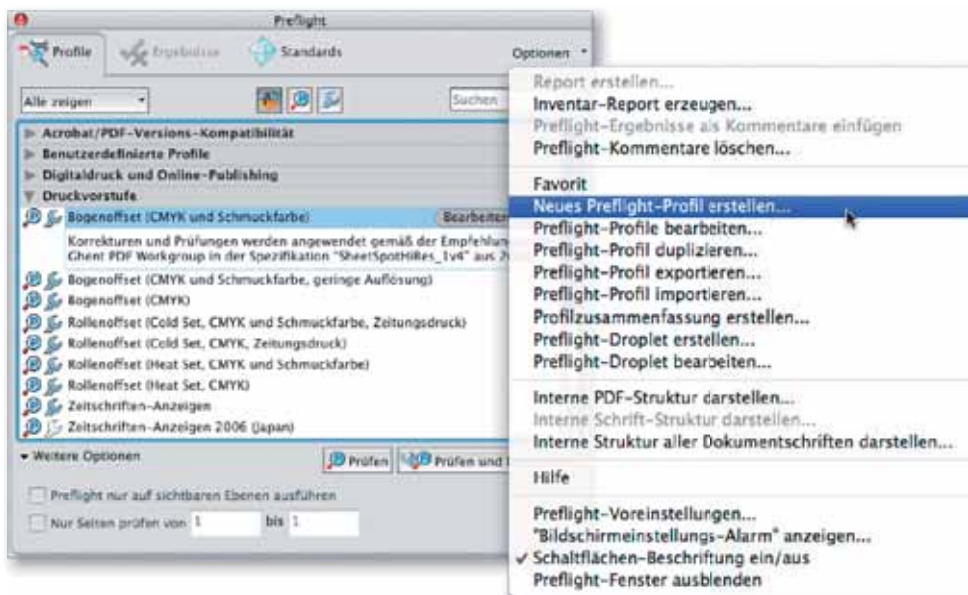 Preflight
Profile
Ergebnisse
Standards
Optionen
Alle zeigen
Suchen
Acrobat/PDF-Versions-Kompatibilität
Benutzerdefinierte Profile
Digitaldruck und Online-Publishing
Druckvorstufe
Bogenoffset (CMYK und Schmuckfarbe)
Bearbeiten
Korrekturen und Prüfungen werden angewendet gemäß der
Ghent PDF Workgroup in der Spezifikation "SheetSpotHiRes_1v4" aus
Bogenoffset (CMYK und Schmuckfarbe, geringe Auflösung)
Bogenoffset (CMYK)
Rollenoffset (Cold Set, CMYK und Schmuckfarbe, Zeitungsdruck)
Rollenoffset (Cold Set, CMYK, Zeitungsdruck)
Rollenoffset (Heat Set, CMYK und Schmuckfarbe)
Rollenoffset (Heat Set, CMYK)
Zeitschriften-Anzeigen
Zeitschriften-Anzeigen 2006 (Japan)
Weitere Optionen
Prüfen
Prüfen und
Preflight nur auf sichtbaren Ebenen ausführen
Nur Seiten prüfen von 1 bis 1
Report erstellen...
Inventar-Report erzeugen...
Preflight-Ergebnisse als Kommentare einfügen
Preflight-Kommentare löschen...
Favorit
Neues Preflight-Profil erstellen...
Preflight-Profile bearbeiten...
Preflight-Profil duplizieren...
Preflight-Profil exportieren...
Preflight-Profil importieren...
Profilzusammenfassung erstellen...
Preflight-Droplet erstellen...
Preflight-Droplet bearbeiten...
Interne PDF-Struktur darstellen...
Interne Schrift-Struktur darstellen...
Interne Struktur aller Dokumentschriften darstellen...
Hilfe
Preflight-Voreinstellungen...
"Bildschirmeinstellungs-Alarm" anzeigen...
Schaltflächen-Beschriftung ein/aus
Preflight-Fenster ausblenden